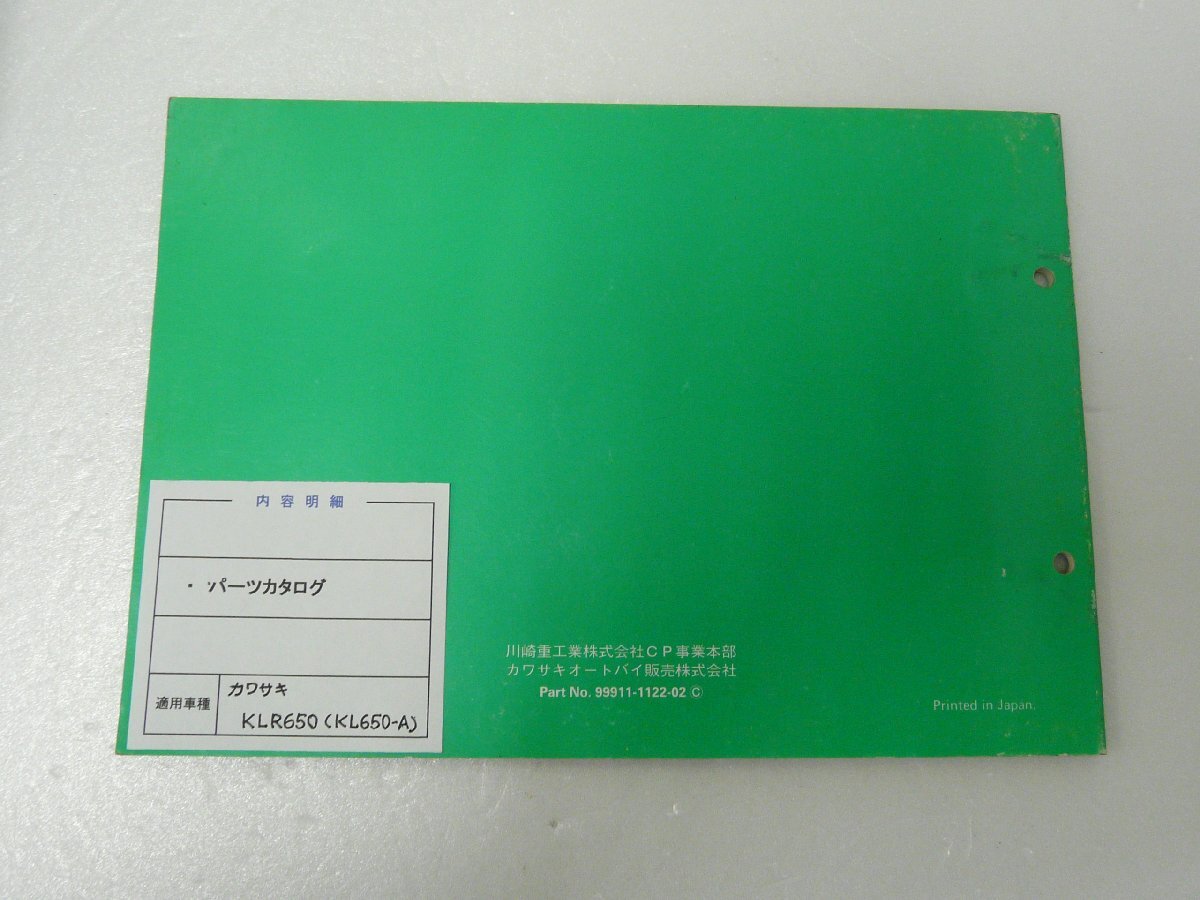 内容明細
・パーツカタログ
適用車種
カワサキ
KLR650(KL650-A)
川崎重工業株式会社CP事業本部
カワサキオートバイ販売株式会社
Part No. 99911-1122-02 Ⓒ
Printed in Japan.